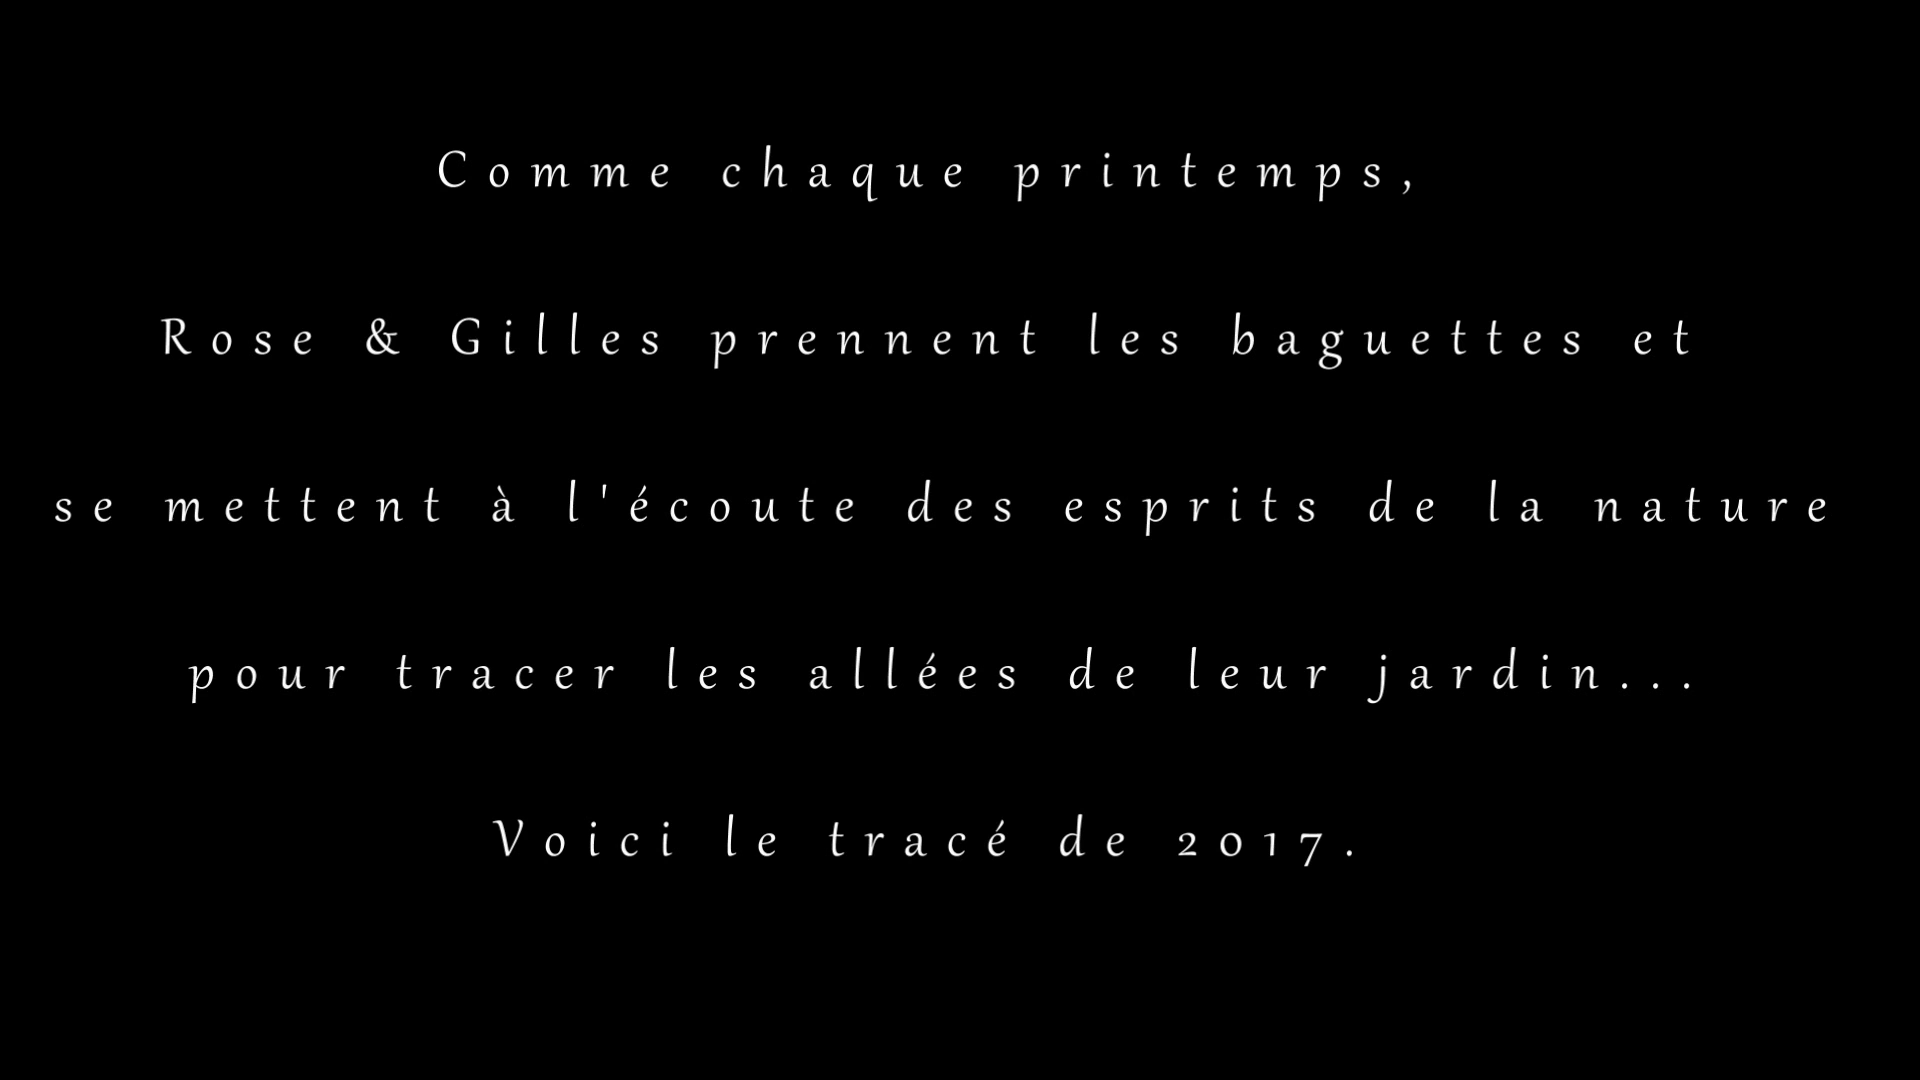 Comme chaque printemps,
Rose & Gilles prennent les baguettes et
se mettent à l'écoute des esprits de la nature
pour tracer les allées de leur jardin...
Voici le tracé de 2017.